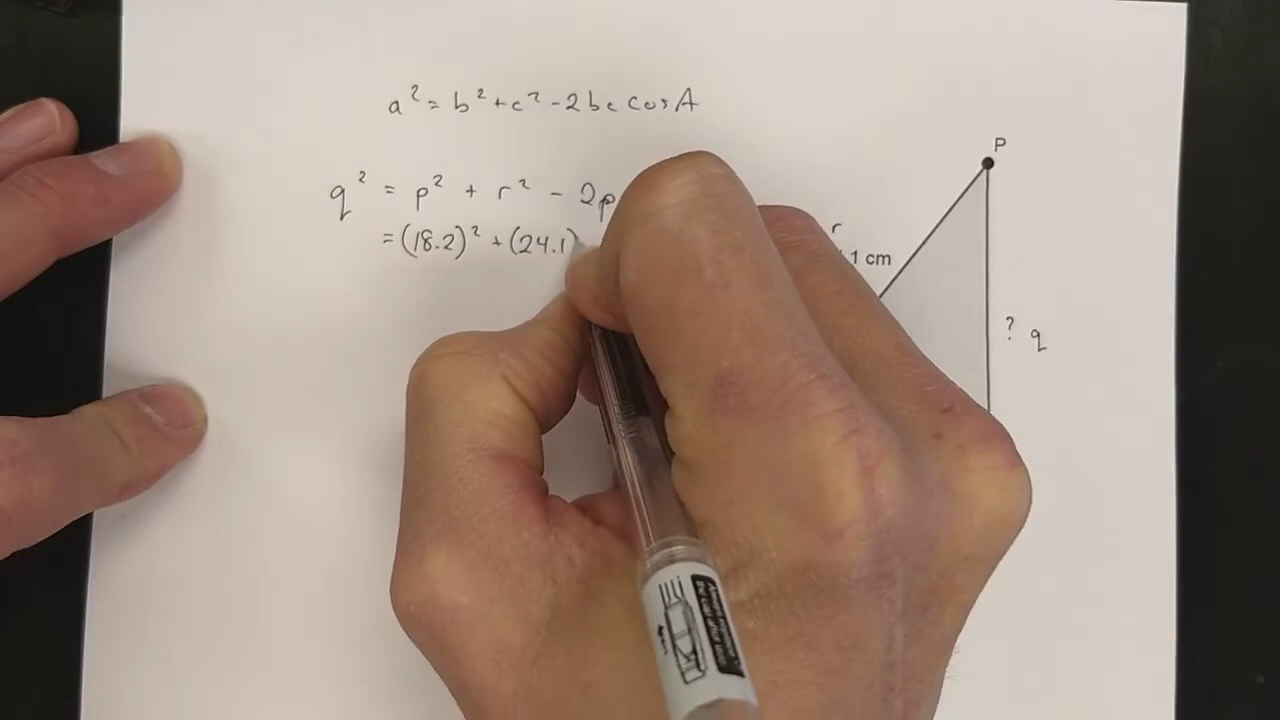 a² = b² + c² - 2bc cos A
P
q² = p² + r² - 2p
r
= (18.2)² + (24.1)
1 cm
? q